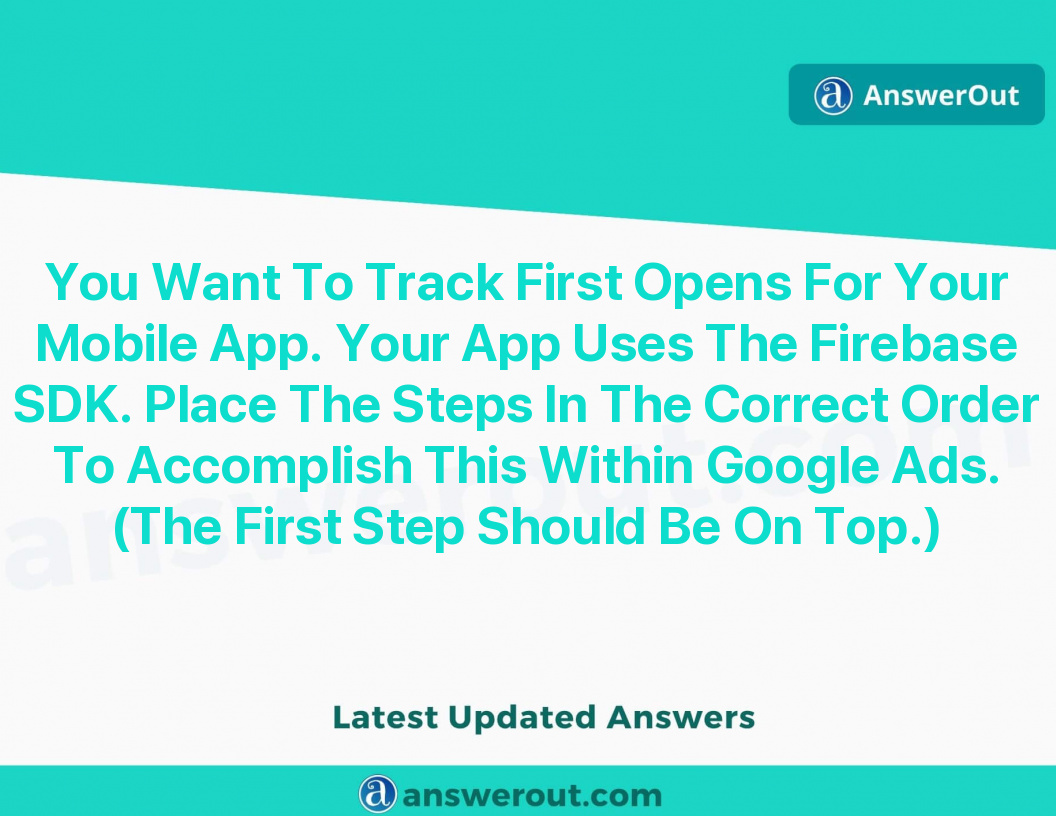 AnswerOut
You Want To Track First Opens For Your
Mobile App. Your App Uses The Firebase
SDK. Place The Steps In The Correct Order
To Accomplish This Within Google Ads.
(The First Step Should Be On Top.)
answerout.com
Latest Updated Answers
answerout.com